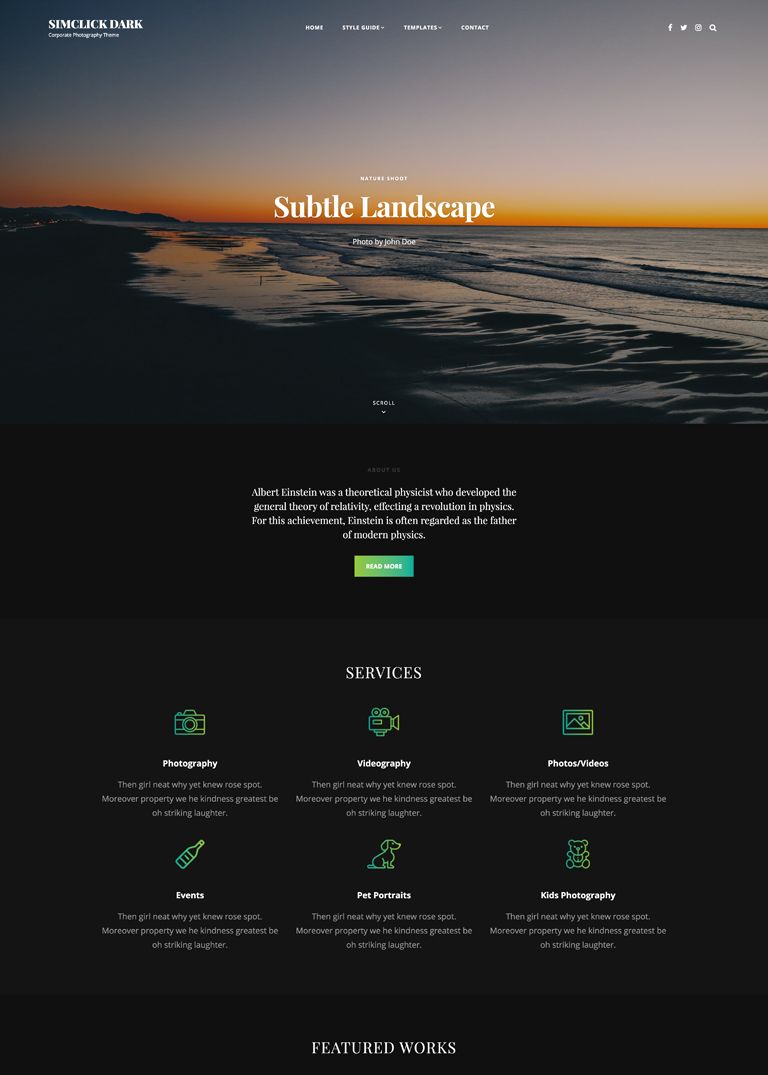 SIMCLICK DARK
Corporate Photography Theme
HOME STYLE GUIDE TEMPLATES CONTACT
NATURE SHOOT
Subtle Landscape
Photo by John Doe
SCROLL
ABOUT US
Albert Einstein was a theoretical physicist who developed the
general theory of relativity, effecting a revolution in physics.
For this achievement, Einstein is often regarded as the father
of modern physics.
READ MORE
SERVICES
Photography
Then girl neat why yet knew rose spot.
Moreover property we he kindness greatest be
oh striking laughter.
Videography
Then girl neat why yet knew rose spot.
Moreover property we he kindness greatest be
oh striking laughter.
Photos/Videos
Then girl neat why yet knew rose spot.
Moreover property we he kindness greatest be
oh striking laughter.
Events
Then girl neat why yet knew rose spot.
Moreover property we he kindness greatest be
oh striking laughter.
Pet Portraits
Then girl neat why yet knew rose spot.
Moreover property we he kindness greatest be
oh striking laughter.
Kids Photography
Then girl neat why yet knew rose spot.
Moreover property we he kindness greatest be
oh striking laughter.
FEATURED WORKS